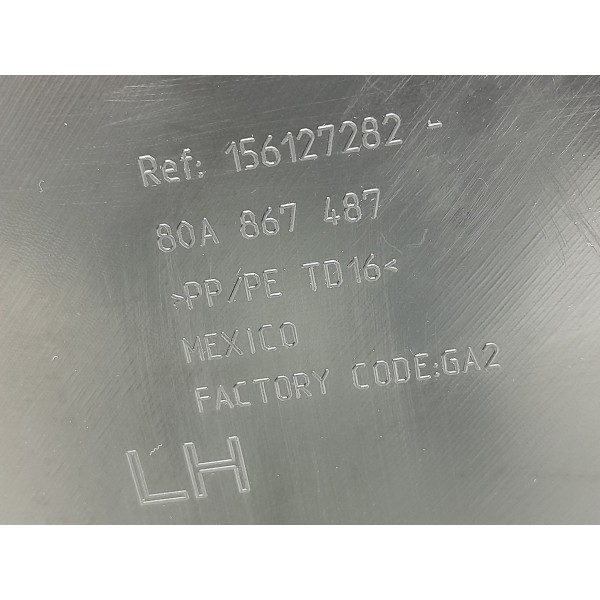 Ref: 156127282 -
80A 867 487
>PP/PE TD16<
MEXICO
FACTORY CODE:GA2
LH